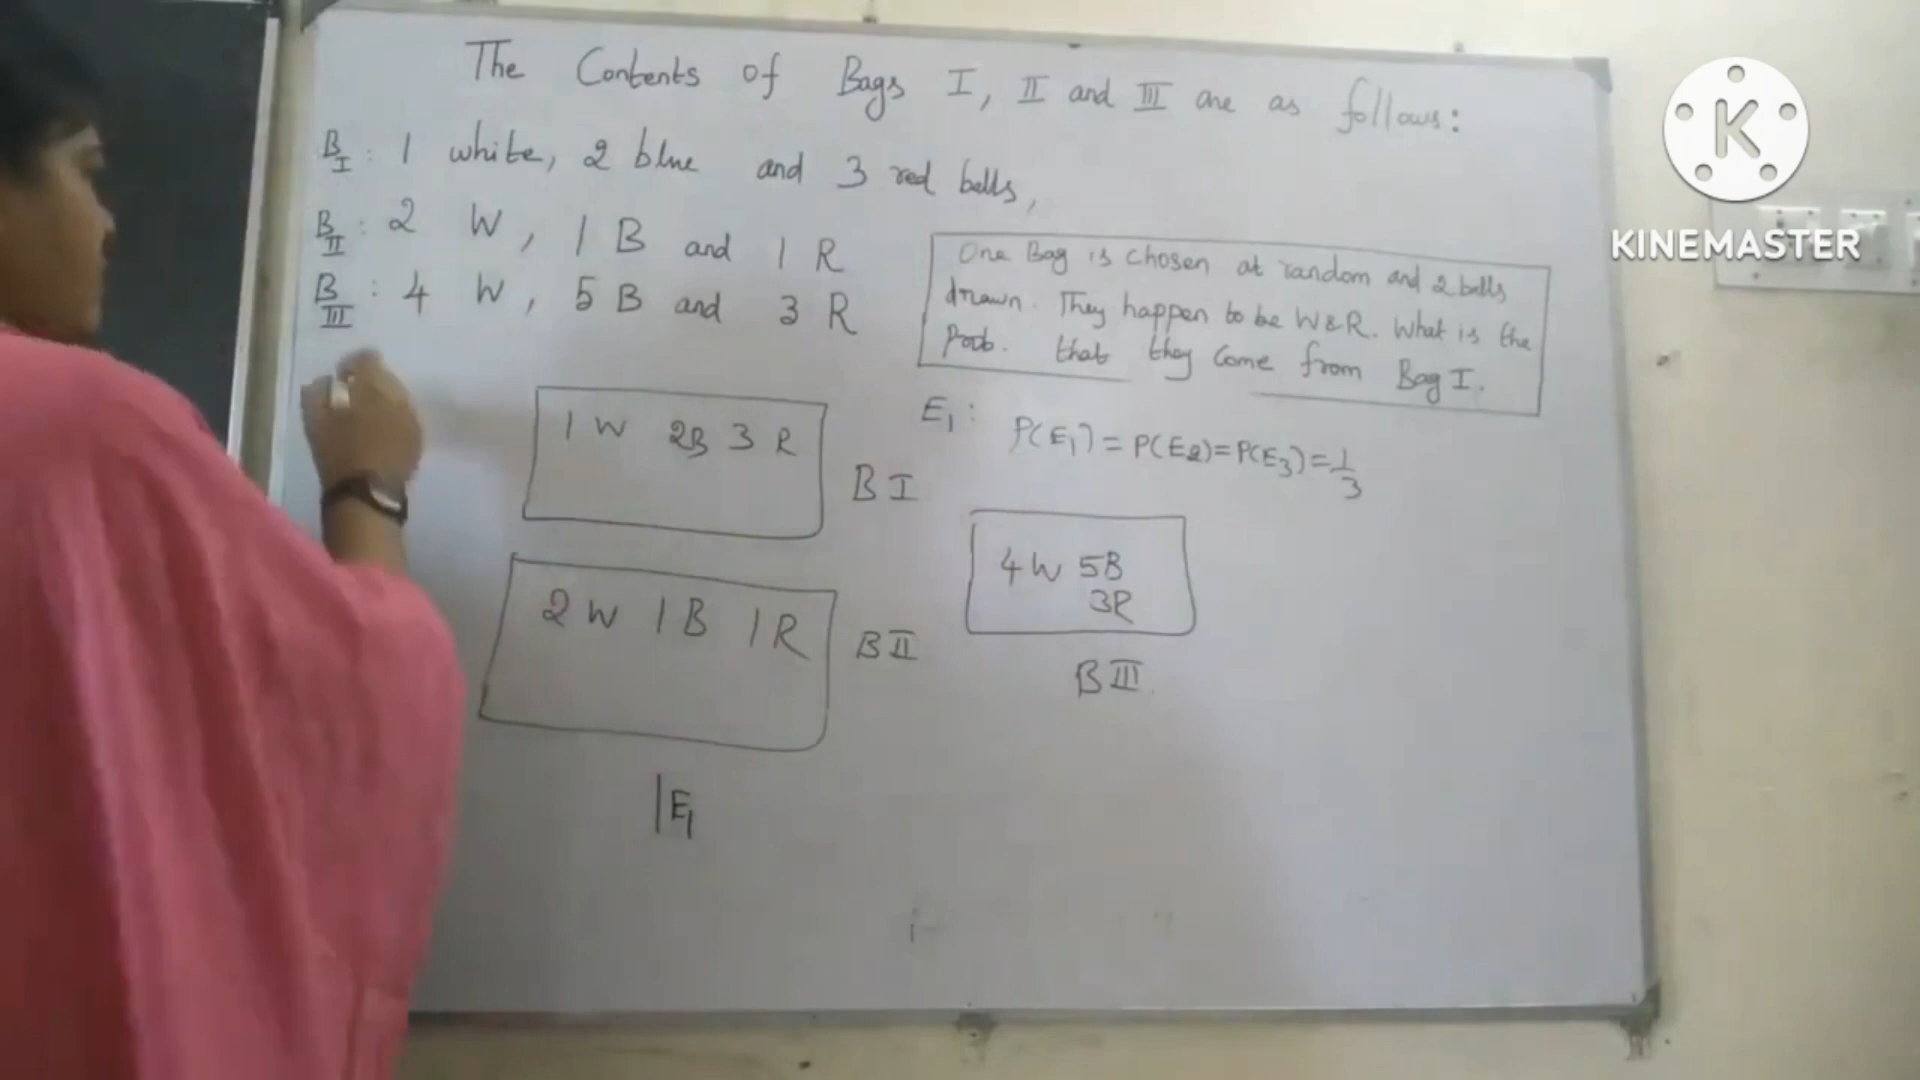 The Contents of Bags I, II and III are as follows:
B I : 1 white, 2 blue and 3 red balls,
B II : 2 W, 1 B and 1 R
B III : 4 W, 5 B and 3 R
One Bag is chosen at random and 2 balls
drawn. They happen to be W & R. What is the
Prob. that they Come from Bag I.
E₁ : P(E₁) = P(E₂) = P(E₃) = 1/3
1 W 2B 3 R
B I
4 W 5B
3R
B III
2 W 1 B 1 R
B II
|E₁
K
KINEMASTER